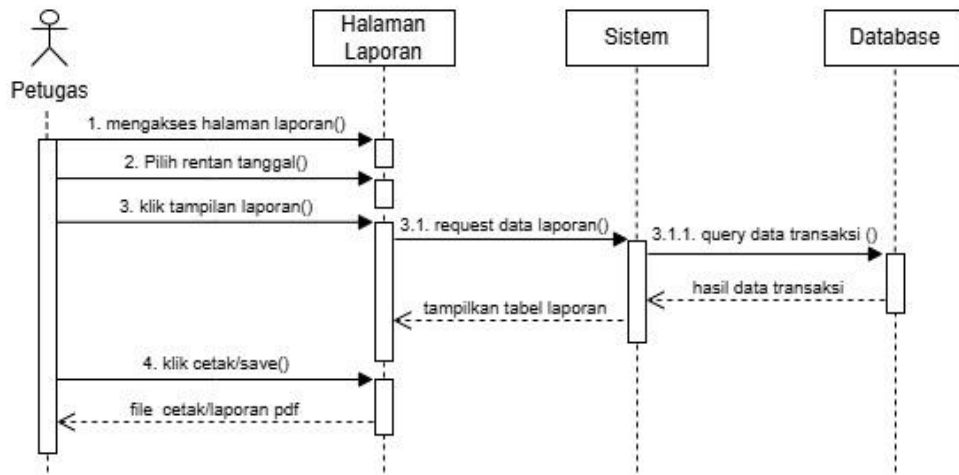 Halaman
Laporan
Sistem
Database
Petugas
1. mengakses halaman laporan()
2. Pilih rentan tanggal()
3. klik tampilan laporan()
3.1. request data laporan()
3.1.1. query data transaksi ()
hasil data transaksi
tampilkan tabel laporan
4. klik cetak/save()
file cetak/laporan pdf